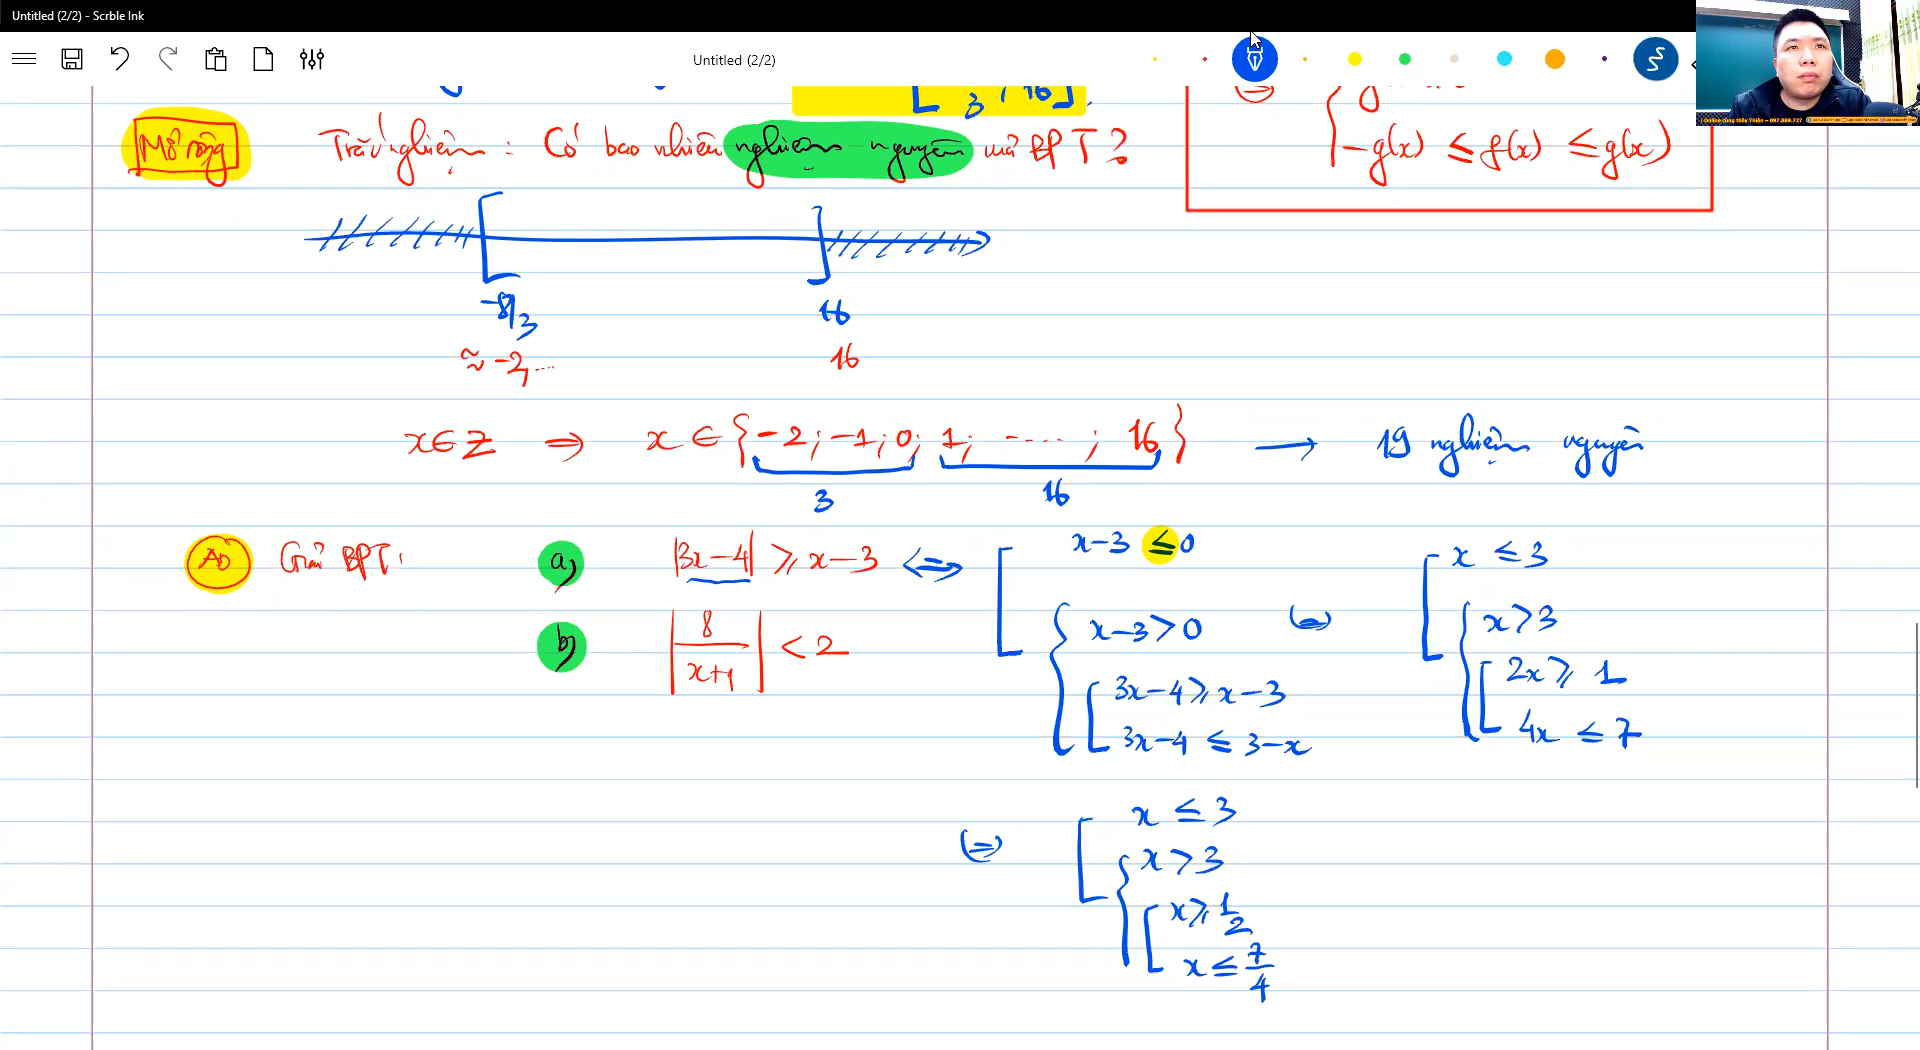 Untitled (2/2) - Scrble Ink
Untitled (2/2)
3 ; 16]
Mở rộng Trắc nghiệm : Có bao nhiêu nghiệm nguyên mà BPT?
-g(x) ≤ f(x) ≤ g(x)
-8/3 16
≈ -2,... 16
x∈Z ⇒ x ∈ {-2; -1; 0; 1; ....; 16} → 19 nghiệm nguyên
3 16
AD Giải BPT:
a) |3x-4| ≥ x-3 <=> [ x-3 ≤ 0
{ x-3 > 0
[ 3x-4 ≥ x-3
3x-4 ≤ 3-x
(=) [ x ≤ 3
{ x > 3
[ 2x ≥ 1
4x ≤ 7
b) |8/(x+1)| < 2
(=) [ x ≤ 3
{ x > 3
[ x ≥ 1/2
x ≤ 7/4